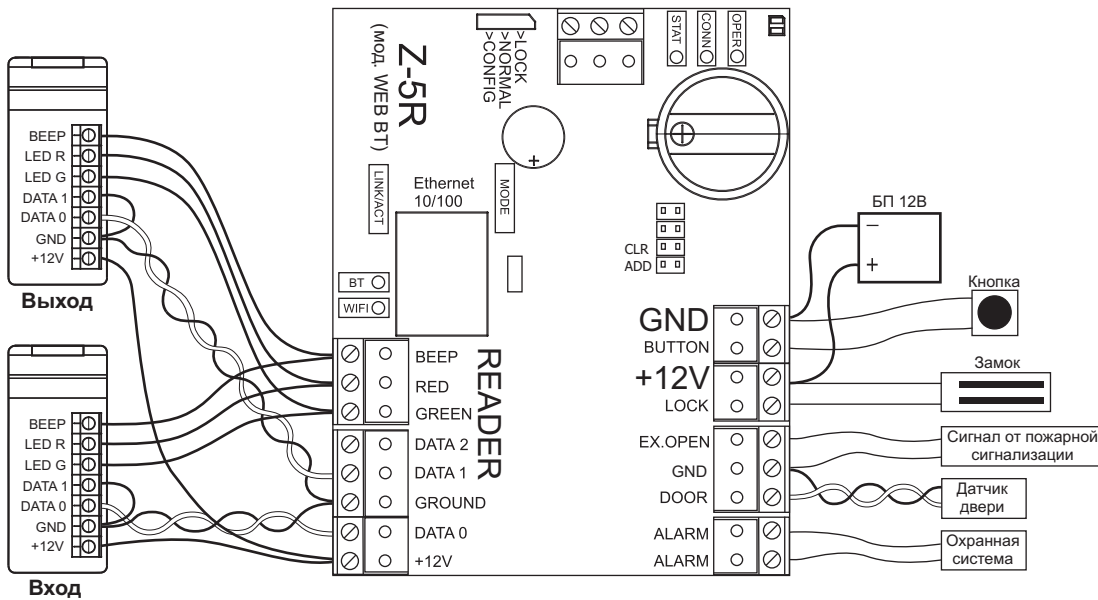 Z-5R
(мод. WEB BT)
>LOCK
>NORMAL
>CONFIG
STAT
CONN
OPER
BEEP
LED R
LED G
DATA 1
DATA 0
GND
+12V
Выход
LINK/ACT
Ethernet
10/100
MODE
CLR
ADD
BT
WIFI
БП 12В
–
+
+
Кнопка
Замок
Сигнал от пожарной
сигнализации
Датчик
двери
Охранная
система
BEEP
RED
GREEN
DATA 2
DATA 1
GROUND
DATA 0
+12V
READER
GND
BUTTON
+12V
LOCK
EX.OPEN
GND
DOOR
ALARM
ALARM
BEEP
LED R
LED G
DATA 1
DATA 0
GND
+12V
Вход